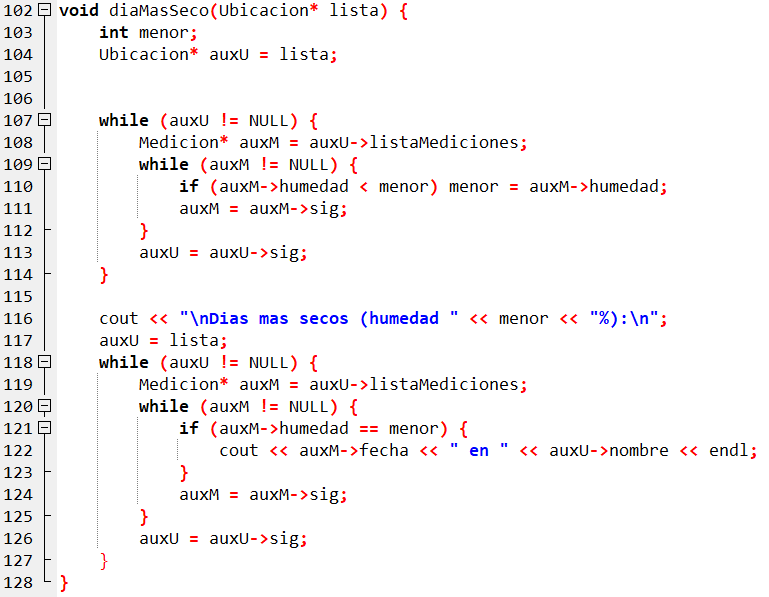 102 void diaMasSeco(Ubicacion* lista) {
103     int menor;
104     Ubicacion* auxU = lista;
105
106
107     while (auxU != NULL) {
108         Medicion* auxM = auxU->listaMediciones;
109         while (auxM != NULL) {
110             if (auxM->humedad < menor) menor = auxM->humedad;
111             auxM = auxM->sig;
112         }
113         auxU = auxU->sig;
114     }
115
116     cout << "\nDias mas secos (humedad " << menor << "%):\n";
117     auxU = lista;
118     while (auxU != NULL) {
119         Medicion* auxM = auxU->listaMediciones;
120         while (auxM != NULL) {
121             if (auxM->humedad == menor) {
122                 cout << auxM->fecha << " en " << auxU->nombre << endl;
123             }
124             auxM = auxM->sig;
125         }
126         auxU = auxU->sig;
127     }
128 }